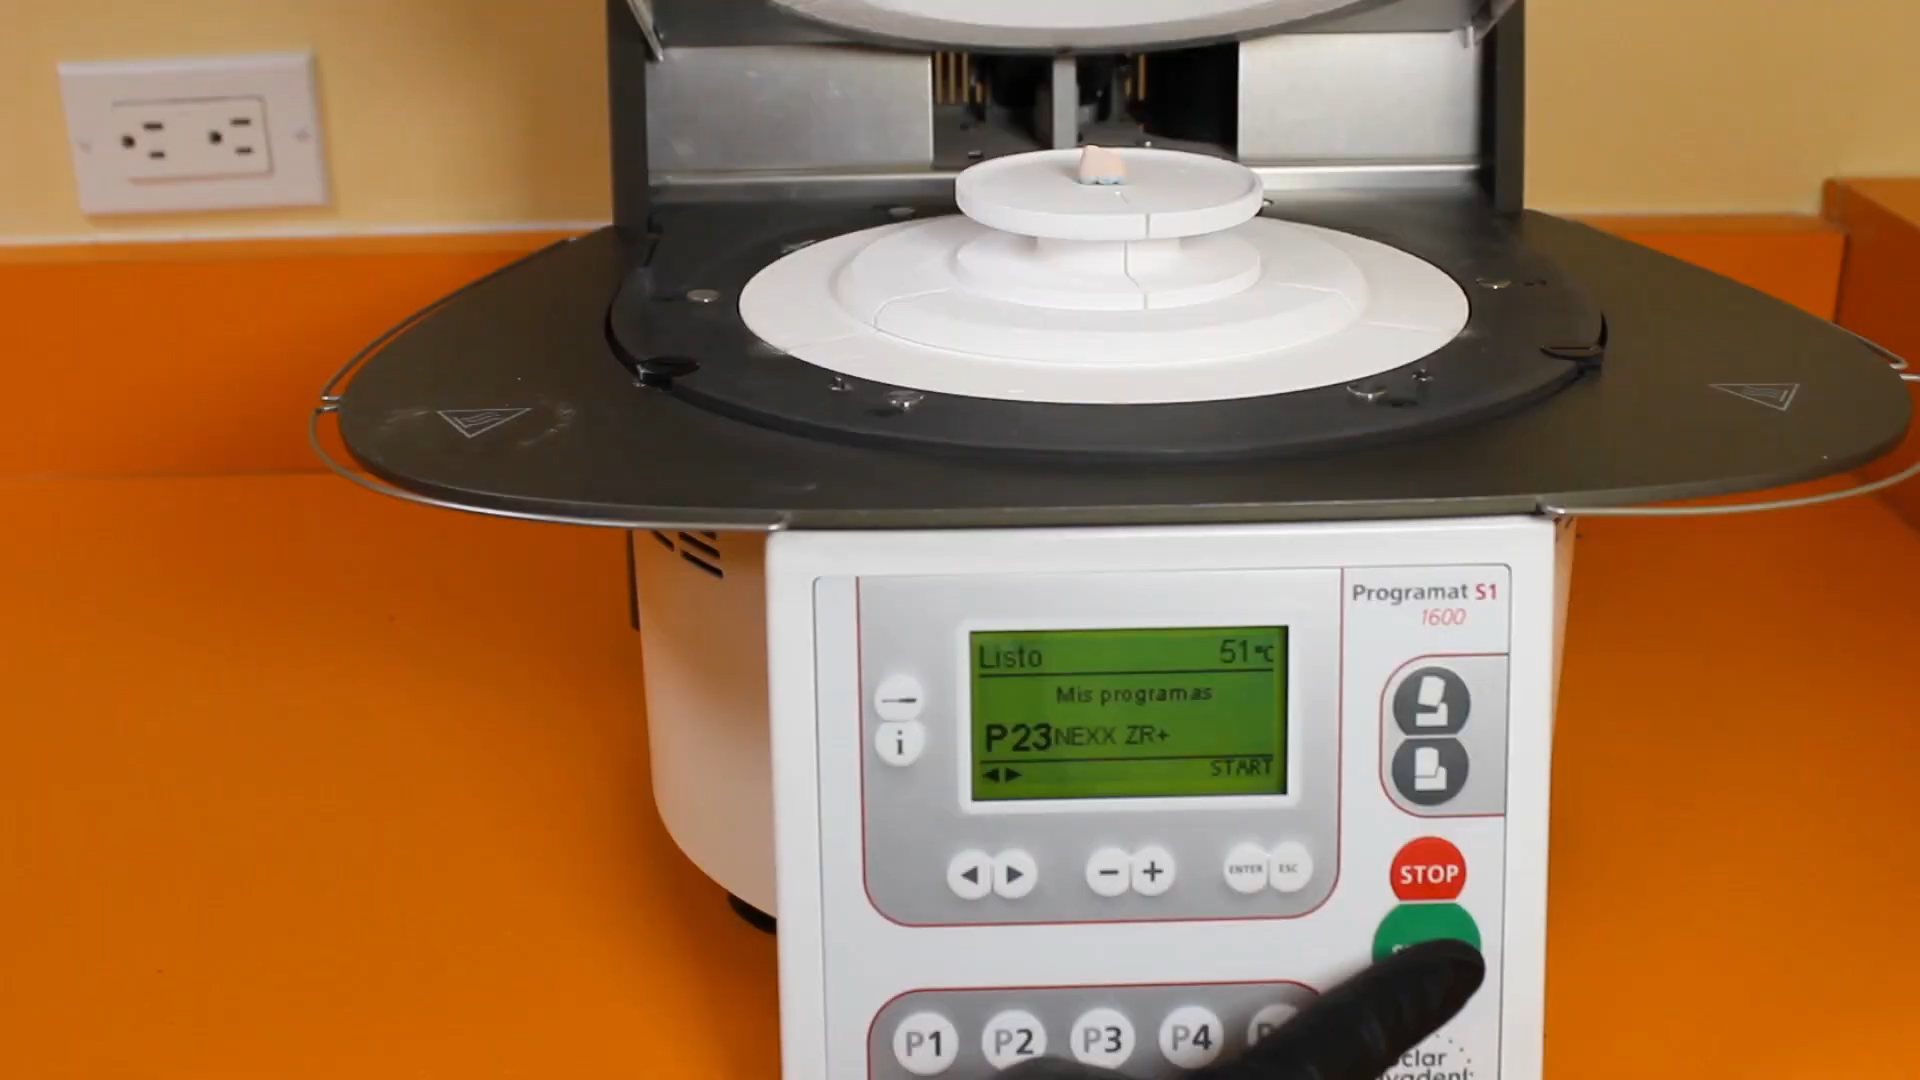 Programat S1
1600
Listo 51°C
Mis programas
P23 NEXX ZR+
◀▶ START
i
◀ ▶ − + ENTER ESC
STOP
P1 P2 P3 P4